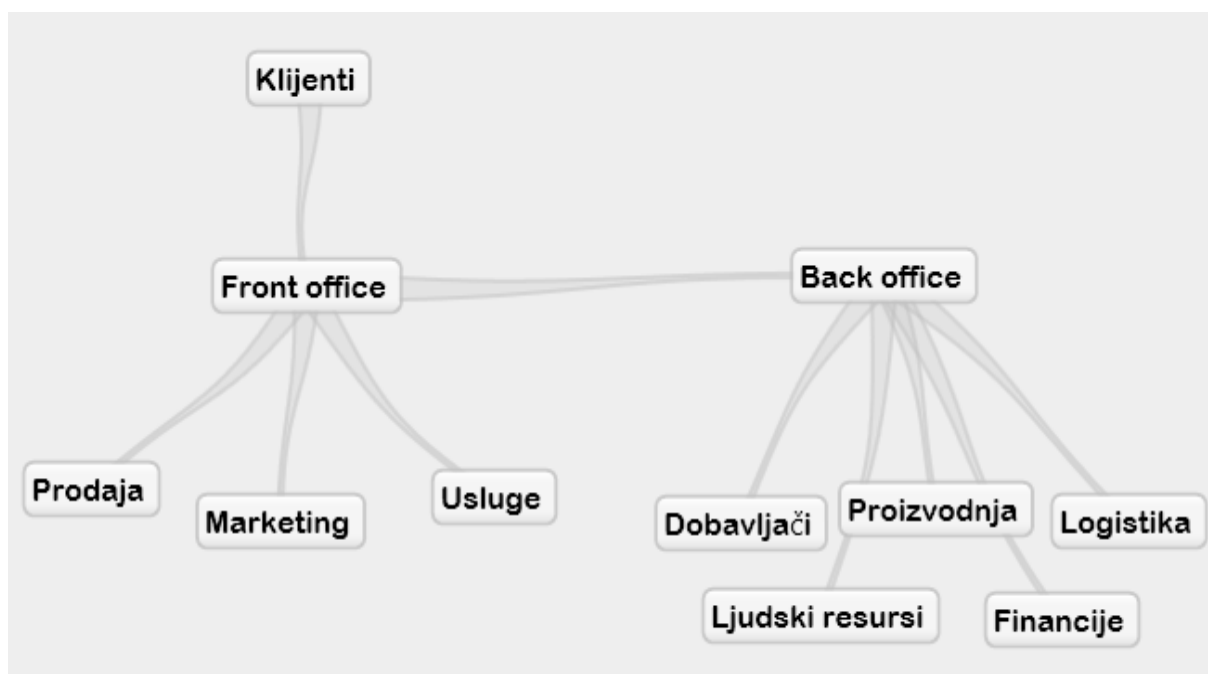 Klijenti
Front office
Back office
Prodaja
Marketing
Usluge
Dobavljači
Proizvodnja
Logistika
Ljudski resursi
Financije